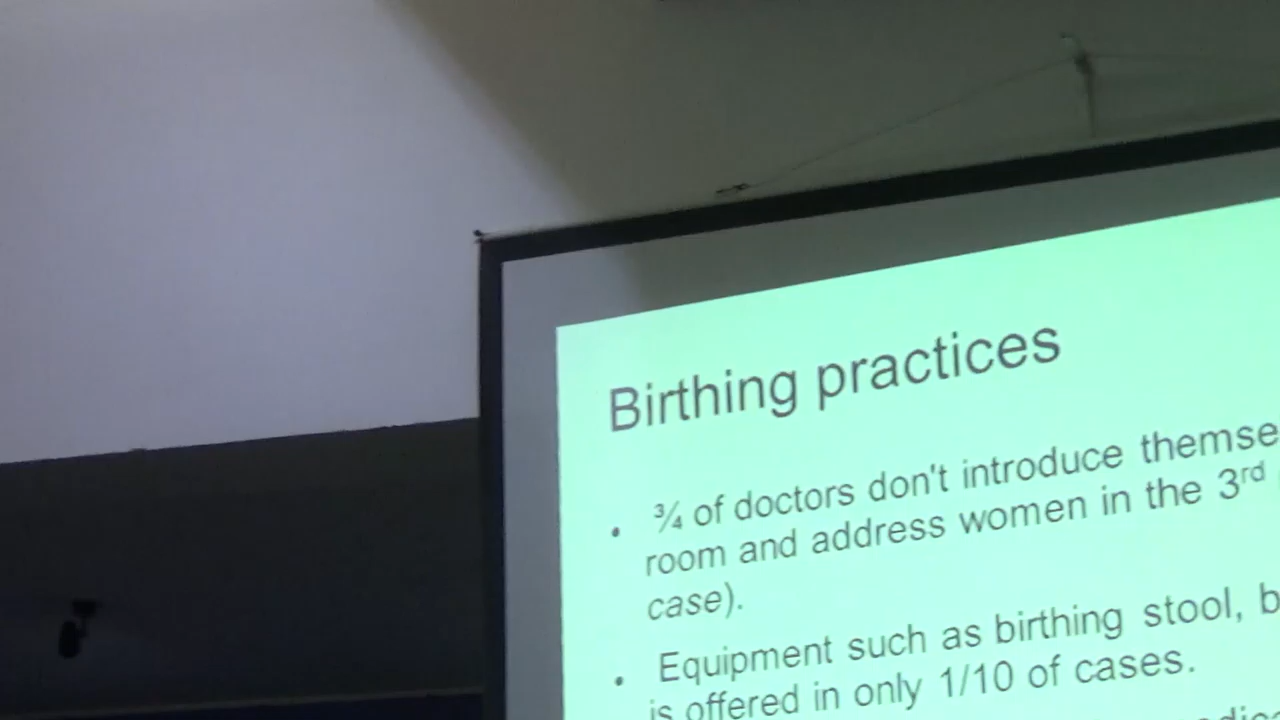 Birthing practices
• ¾ of doctors don't introduce
room and address women in the 3rd
case).
• Equipment such as birthing stool,
is offered in only 1/10 of cases.